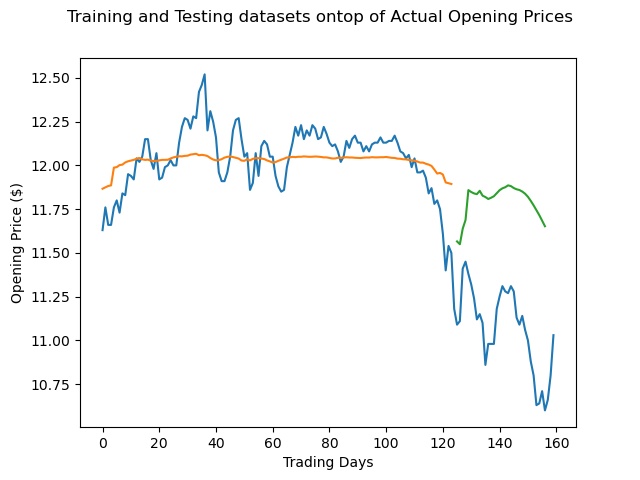 Training and Testing datasets ontop of Actual Opening Prices
12.50
12.25
12.00
11.75
11.50
11.25
11.00
10.75
Opening Price ($)
0 20 40 60 80 100 120 140 160
Trading Days